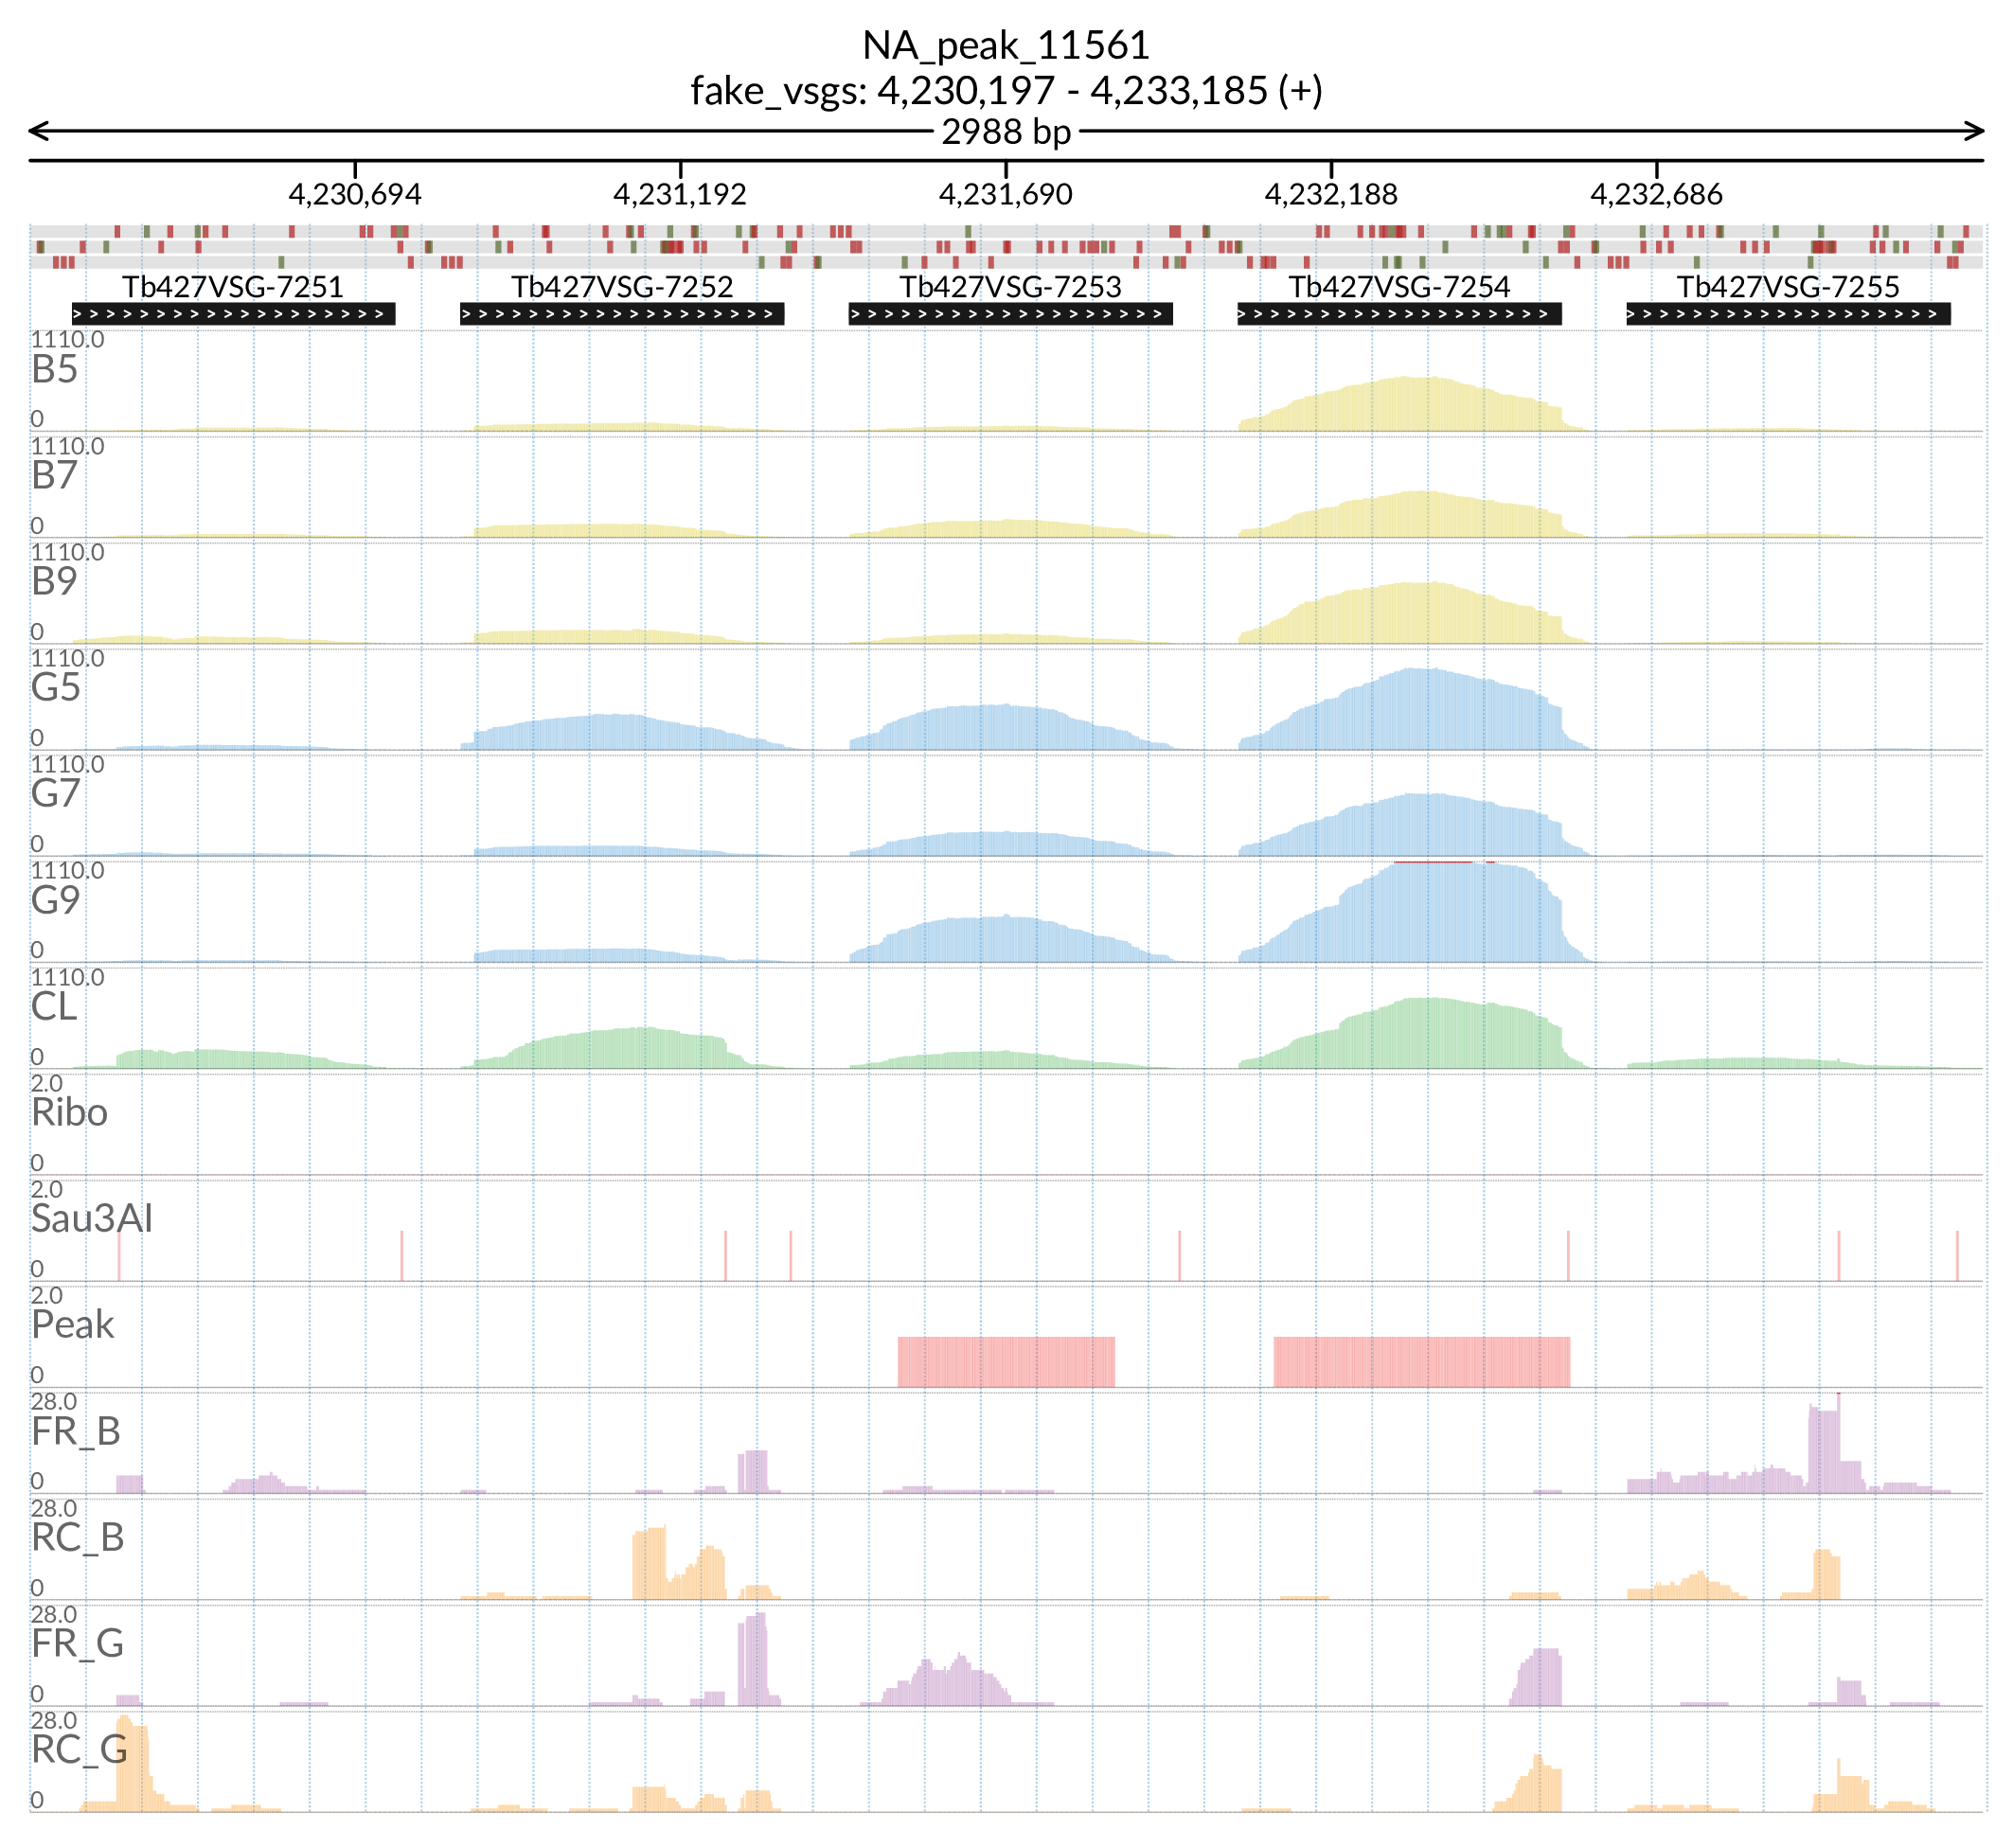 NA_peak_11561
fake_vsgs: 4,230,197 - 4,233,185 (+)
2988 bp
4,230,694 4,231,192 4,231,690 4,232,188 4,232,686
Tb427VSG-7251 Tb427VSG-7252 Tb427VSG-7253 Tb427VSG-7254 Tb427VSG-7255
1110.0
B5
0
1110.0
B7
0
1110.0
B9
0
1110.0
G5
0
1110.0
G7
0
1110.0
G9
0
1110.0
CL
0
2.0
Ribo
0
2.0
Sau3AI
0
2.0
Peak
0
28.0
FR_B
0
28.0
RC_B
0
28.0
FR_G
0
28.0
RC_G
0